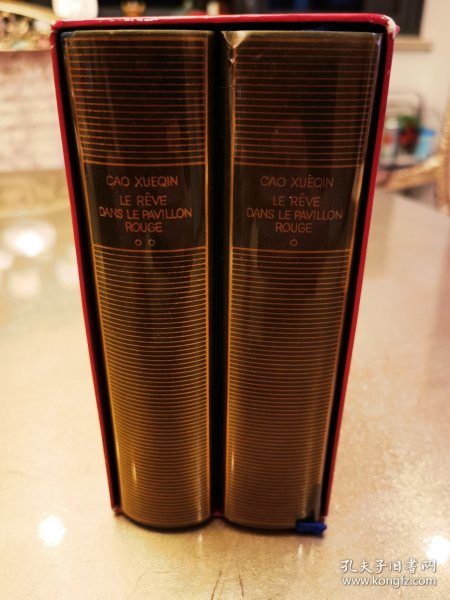 CAO XUEQIN
LE RÊVE
DANS LE PAVILLON
ROUGE
CAO XUEQIN
LE RÊVE
DANS LE PAVILLON
ROUGE
孔夫子旧书网
www.kongfz.com